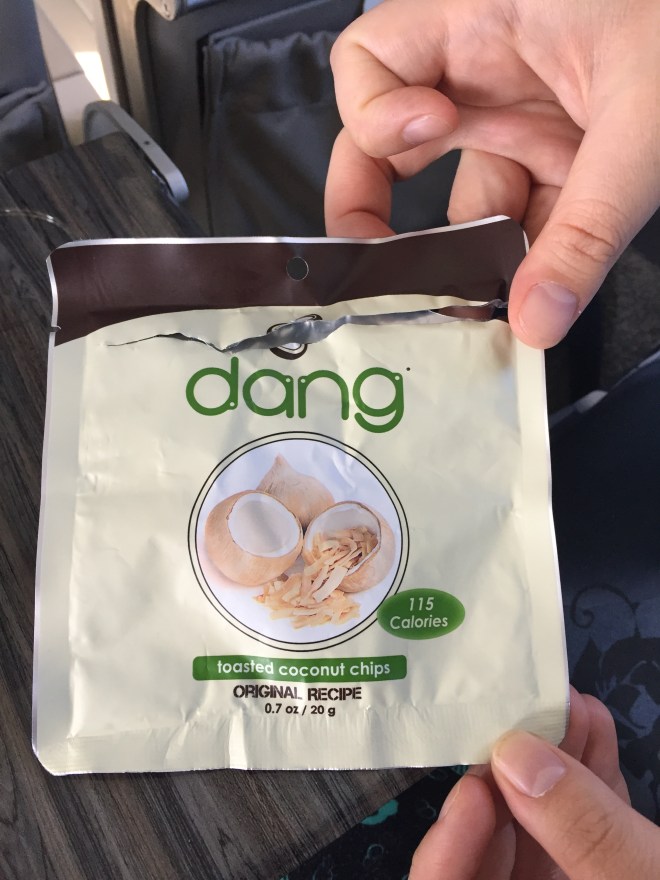 dang
115
Calories
toasted coconut chips
ORIGINAL RECIPE
0.7 oz / 20 g